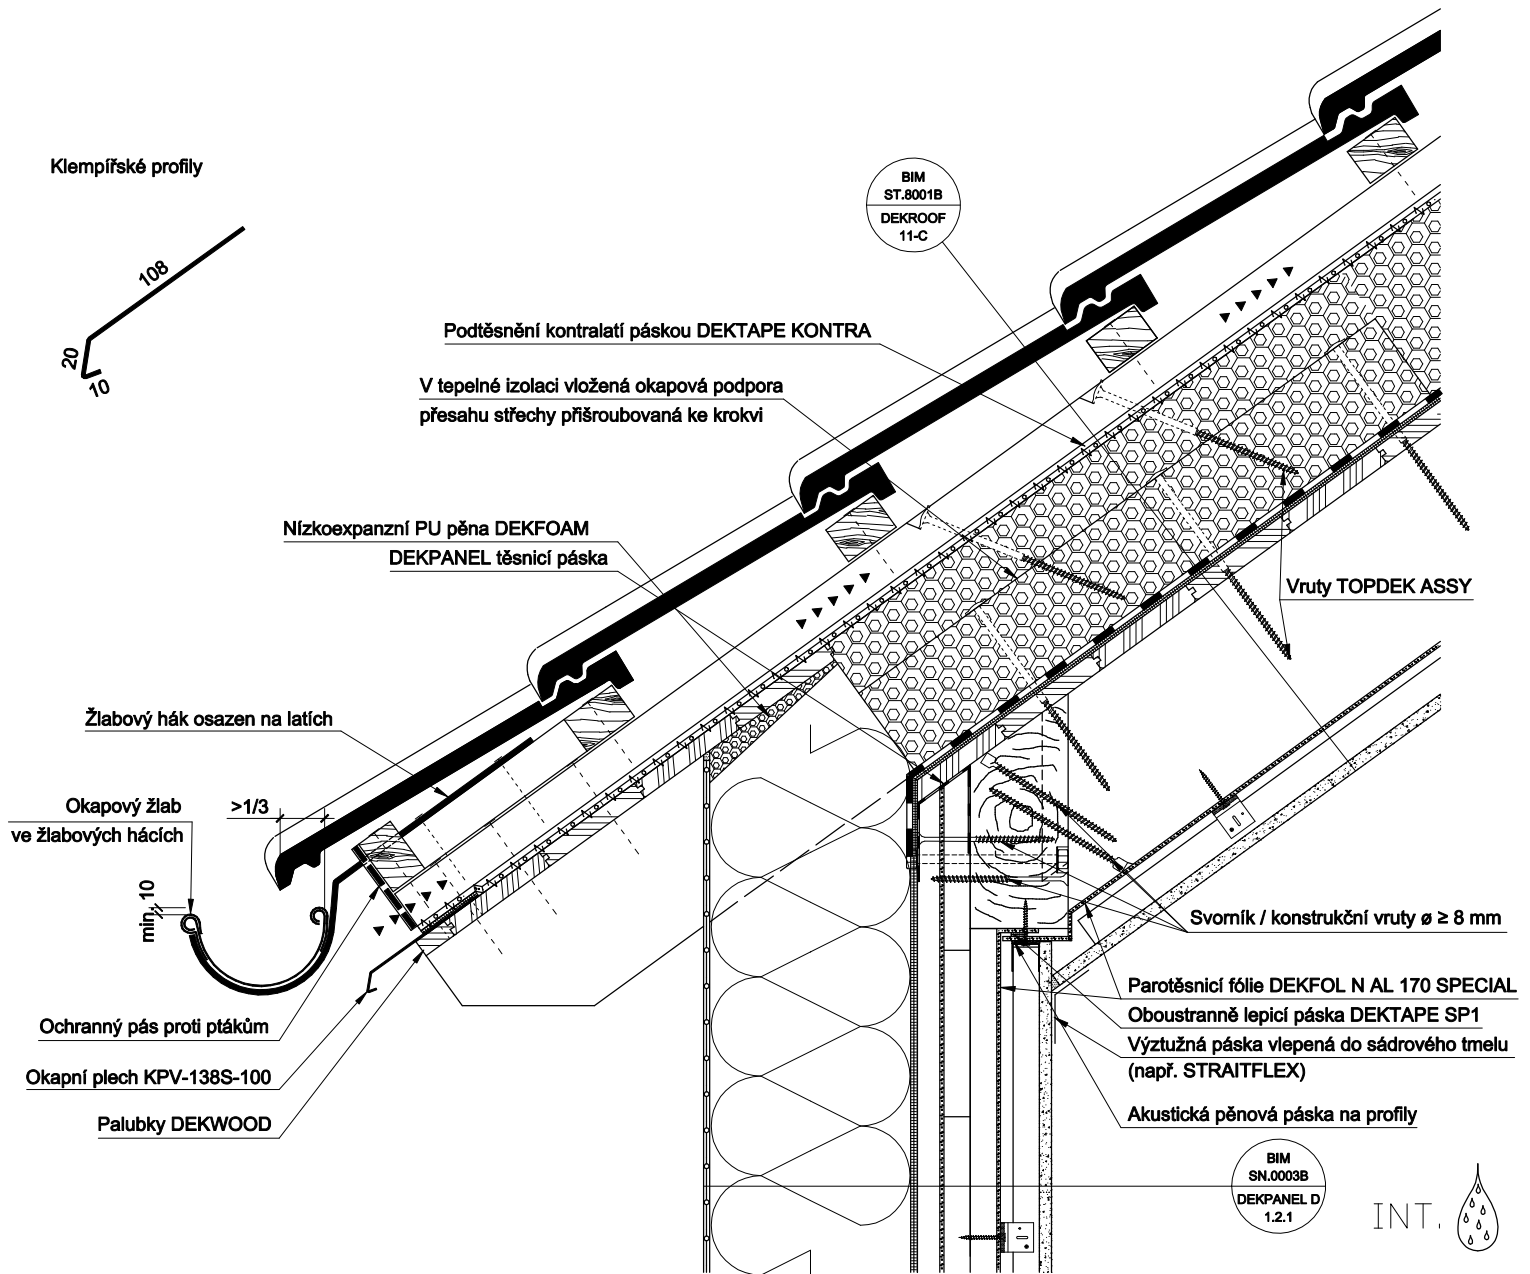 Klempířské profily
108
20
10
BIM
ST.8001B
DEKROOF
11-C
Podtěsnění kontralatí páskou DEKTAPE KONTRA
V tepelné izolaci vložená okapová podpora
přesahu střechy přišroubovaná ke krokvi
Nízkoexpanzní PU pěna DEKFOAM
DEKPANEL těsnicí páska
Vruty TOPDEK ASSY
Žlabový hák osazen na latích
Okapový žlab
ve žlabových hácích
>1/3
min. 10
Svorník / konstrukční vruty ø ≥ 8 mm
Parotěsnicí fólie DEKFOL N AL 170 SPECIAL
Oboustranně lepicí páska DEKTAPE SP1
Výztužná páska vlepená do sádrového tmelu
(např. STRAITFLEX)
Akustická pěnová páska na profily
Ochranný pás proti ptákům
Okapní plech KPV-138S-100
Palubky DEKWOOD
BIM
SN.0003B
DEKPANEL D
1.2.1
INT.